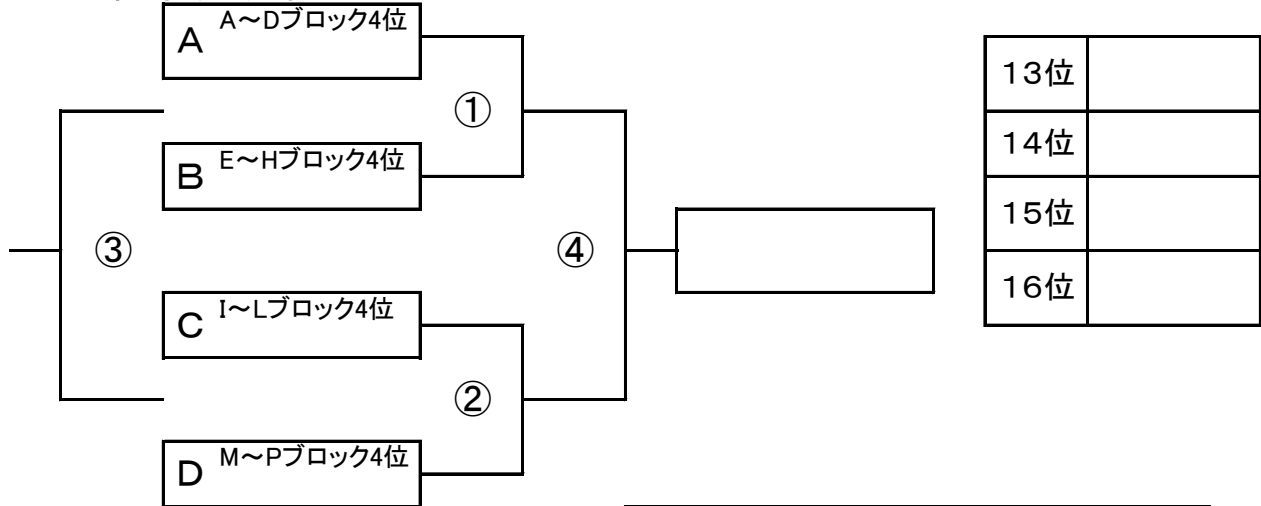 A A～Dブロック4位
①
B E～Hブロック4位
③
④
C I～Lブロック4位
②
D M～Pブロック4位
13位
14位
15位
16位